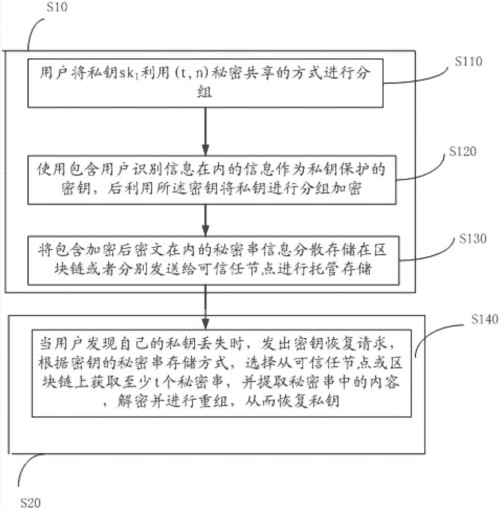 S10
用户将私钥sk₁利用(t,n)秘密共享的方式进行分
组
S110
使用包含用户识别信息在内的信息作为私钥保护的
密钥，后利用所述密钥将私钥进行分组加密
S120
将包含加密后密文在内的秘密串信息分散存储在区
块链或者分别发送给可信任节点进行托管存储
S130
当用户发现自己的私钥丢失时，发出密钥恢复请求，
根据密钥的秘密串存储方式，选择从可信任节点或区
块链上获取至少t个秘密串，并提取秘密串中的内容
，解密并进行重组，从而恢复私钥
S140
S20